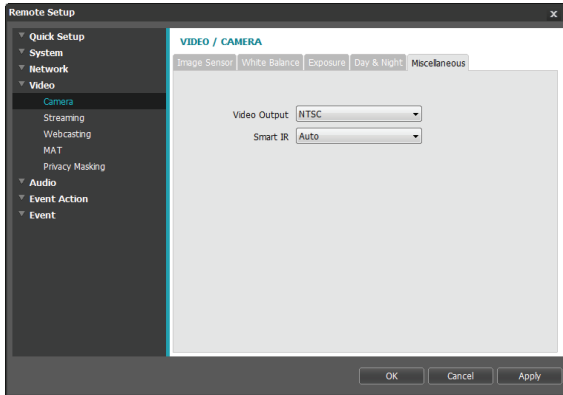 Remote Setup x
Quick Setup
System
Network
Video
Camera
Streaming
Webcasting
MAT
Privacy Masking
Audio
Event Action
Event
VIDEO / CAMERA
Image Sensor White Balance Exposure Day & Night Miscellaneous
Video Output NTSC
Smart IR Auto
OK Cancel Apply